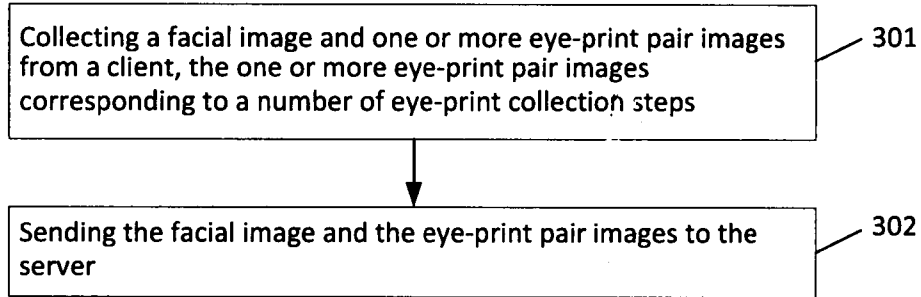 Collecting a facial image and one or more eye-print pair images
from a client, the one or more eye-print pair images
corresponding to a number of eye-print collection steps
301
Sending the facial image and the eye-print pair images to the
server
302